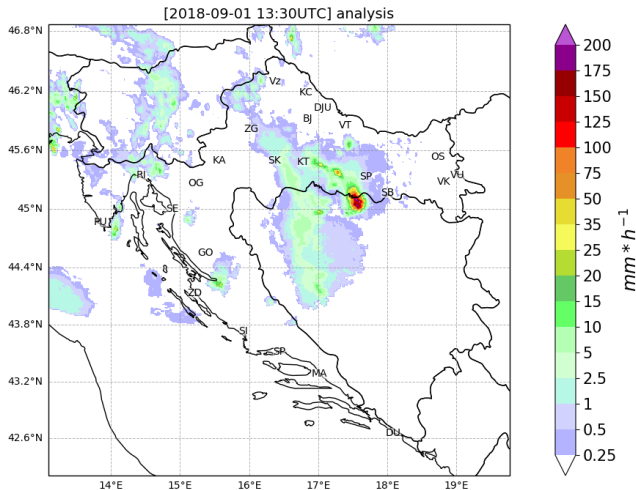 [2018-09-01 13:30UTC] analysis
46.8°N
46.2°N
45.6°N
45°N
44.4°N
43.8°N
43.2°N
42.6°N
14°E 15°E 16°E 17°E 18°E 19°E
Vz
KC
DJU
BJ
VT
ZG
KA
SK
KT
OS
VU
VK
SP
SB
RI
OG
SE
PU
GO
ZD
SI
SP
MA
DU
200
175
150
125
100
75
50
35
25
20
15
10
5
2.5
1
0.5
0.25
mm * h⁻¹